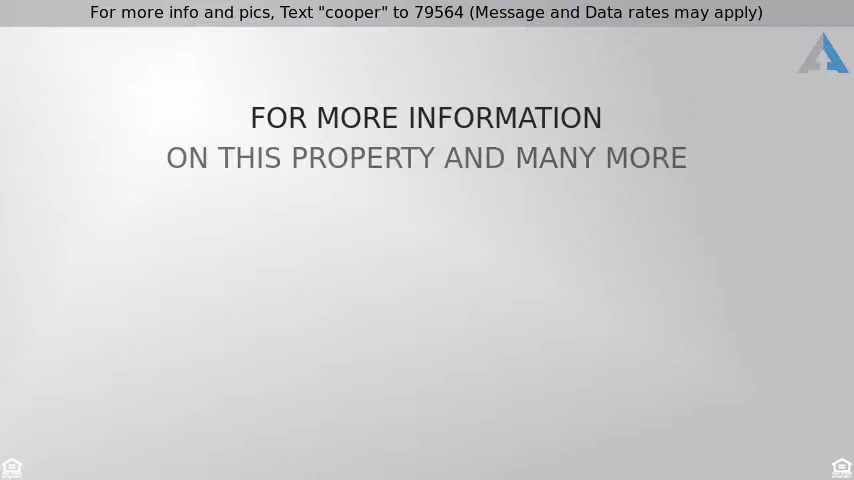 For more info and pics, Text "cooper" to 79564 (Message and Data rates may apply)
FOR MORE INFORMATION
ON THIS PROPERTY AND MANY MORE